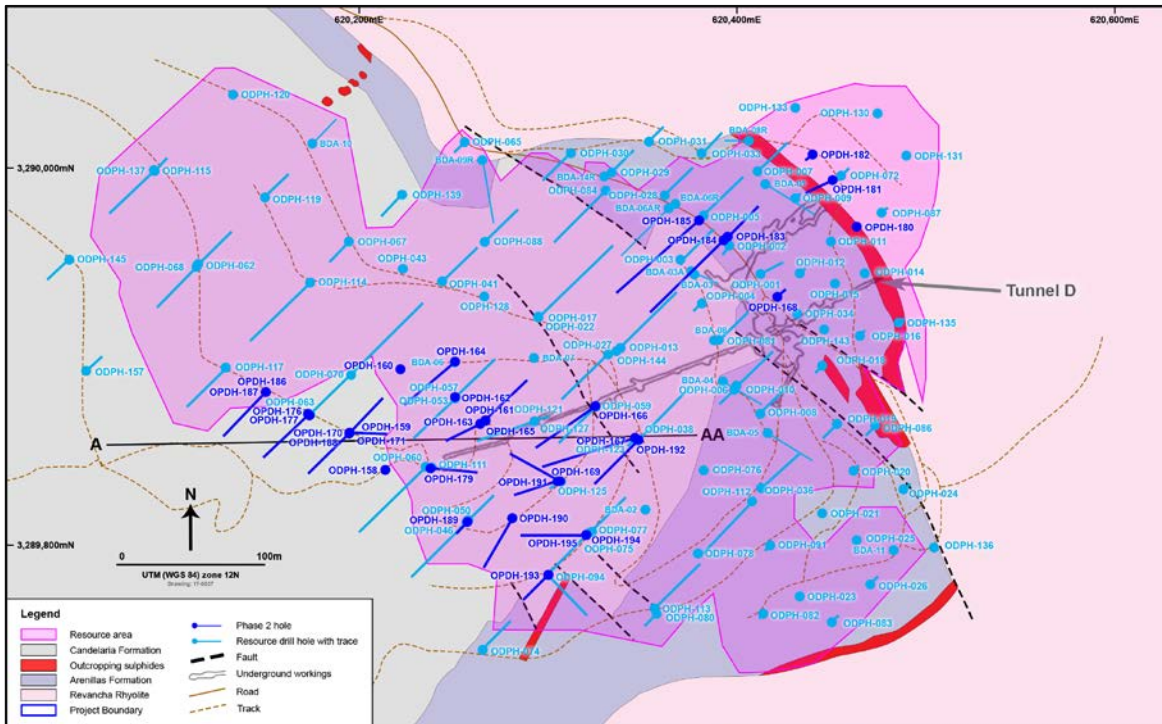 620,200mE
620,400mE
620,600mE
3,290,000mN
3,289,800mN
ODPH-120
BDA-10
ODPH-065
BDA-09R
ODPH-030
ODPH-031
ODPH-033
BDA-08R
ODPH-133
ODPH-130
OPDH-182
ODPH-131
ODPH-137
ODPH-115
ODPH-119
ODPH-139
BDA-14R
ODPH-029
ODPH-084
ODPH-028
BDA-06AR
BDA-06R
ODPH-007
ODPH-009
ODPH-072
OPDH-181
ODPH-087
OPDH-180
OPDH-185
ODPH-005
OPDH-184
OPDH-183
ODPH-002
ODPH-011
ODPH-067
ODPH-088
ODPH-145
ODPH-068
ODPH-062
ODPH-043
ODPH-114
ODPH-041
ODPH-128
ODPH-003
BDA-03A
BDA-03
ODPH-004
ODPH-001
ODPH-012
ODPH-014
ODPH-015
OPDH-168
Tunnel D
ODPH-017
ODPH-022
ODPH-034
ODPH-135
ODPH-143
ODPH-016
ODPH-027
ODPH-013
ODPH-144
ODPH-081
ODPH-018
ODPH-157
ODPH-117
OPDH-186
OPDH-187
ODPH-070
OPDH-160
OPDH-164
ODPH-063
OPDH-176
OPDH-177
ODPH-057
ODPH-053
OPDH-162
OPDH-161
OPDH-163
OPDH-165
ODPH-121
ODPH-127
ODPH-059
OPDH-166
BDA-04
ODPH-006
ODPH-010
ODPH-008
ODPH-086
A
AA
OPDH-170
OPDH-159
OPDH-188
OPDH-171
OPDH-167
ODPH-038
ODPH-123
OPDH-192
BDA-05
OPDH-158
ODPH-060
ODPH-111
OPDH-179
OPDH-169
OPDH-191
ODPH-125
ODPH-076
ODPH-020
ODPH-112
ODPH-036
ODPH-024
ODPH-050
OPDH-189
ODPH-046
OPDH-190
BDA-02
ODPH-021
ODPH-077
OPDH-195
OPDH-194
ODPH-075
ODPH-078
ODPH-091
ODPH-025
BDA-11
ODPH-136
OPDH-193
ODPH-094
ODPH-026
ODPH-023
ODPH-113
ODPH-080
ODPH-082
ODPH-083
ODPH-074
N
0 100m
UTM (WGS 84) zone 12N
Legend
Resource area
Candelaria Formation
Outcropping sulphides
Arenillas Formation
Revancha Rhyolite
Project Boundary
Phase 2 hole
Resource drill hole with trace
Fault
Underground workings
Road
Track